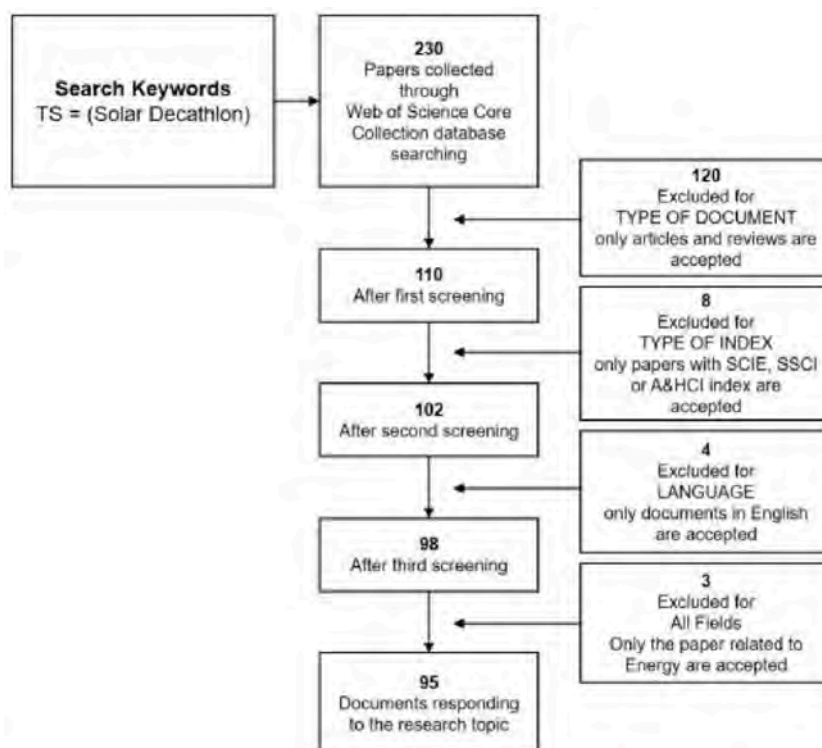 Search Keywords
TS = (Solar Decathlon)
230
Papers collected
through
Web of Science Core
Collection database
searching
120
Excluded for
TYPE OF DOCUMENT
only articles and reviews are
accepted
110
After first screening
8
Excluded for
TYPE OF INDEX
only papers with SCIE, SSCI
or A&HCI index are
accepted
102
After second screening
4
Excluded for
LANGUAGE
only documents in English
are accepted
98
After third screening
3
Excluded for
All Fields
Only the paper related to
Energy are accepted
95
Documents responding
to the research topic